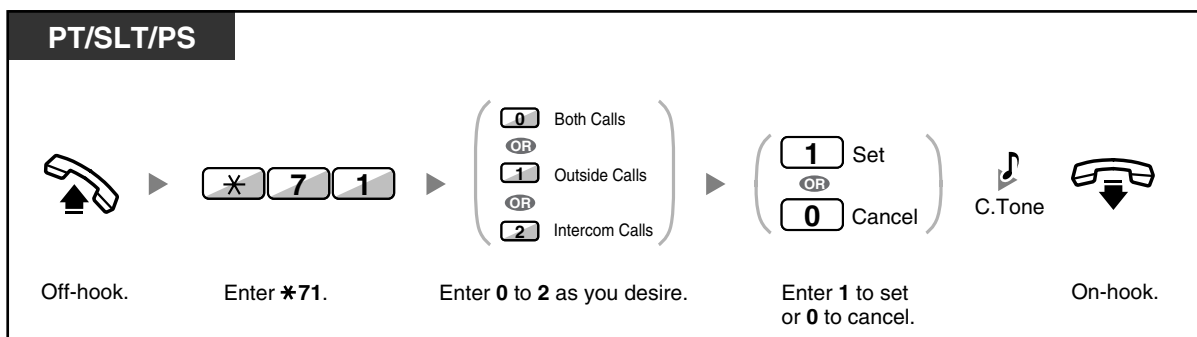 PT/SLT/PS
0 Both Calls
OR
1 Outside Calls
OR
2 Intercom Calls
* 7 1
1 Set
OR
0 Cancel
C.Tone
Off-hook.
Enter *71.
Enter 0 to 2 as you desire.
Enter 1 to set
or 0 to cancel.
On-hook.